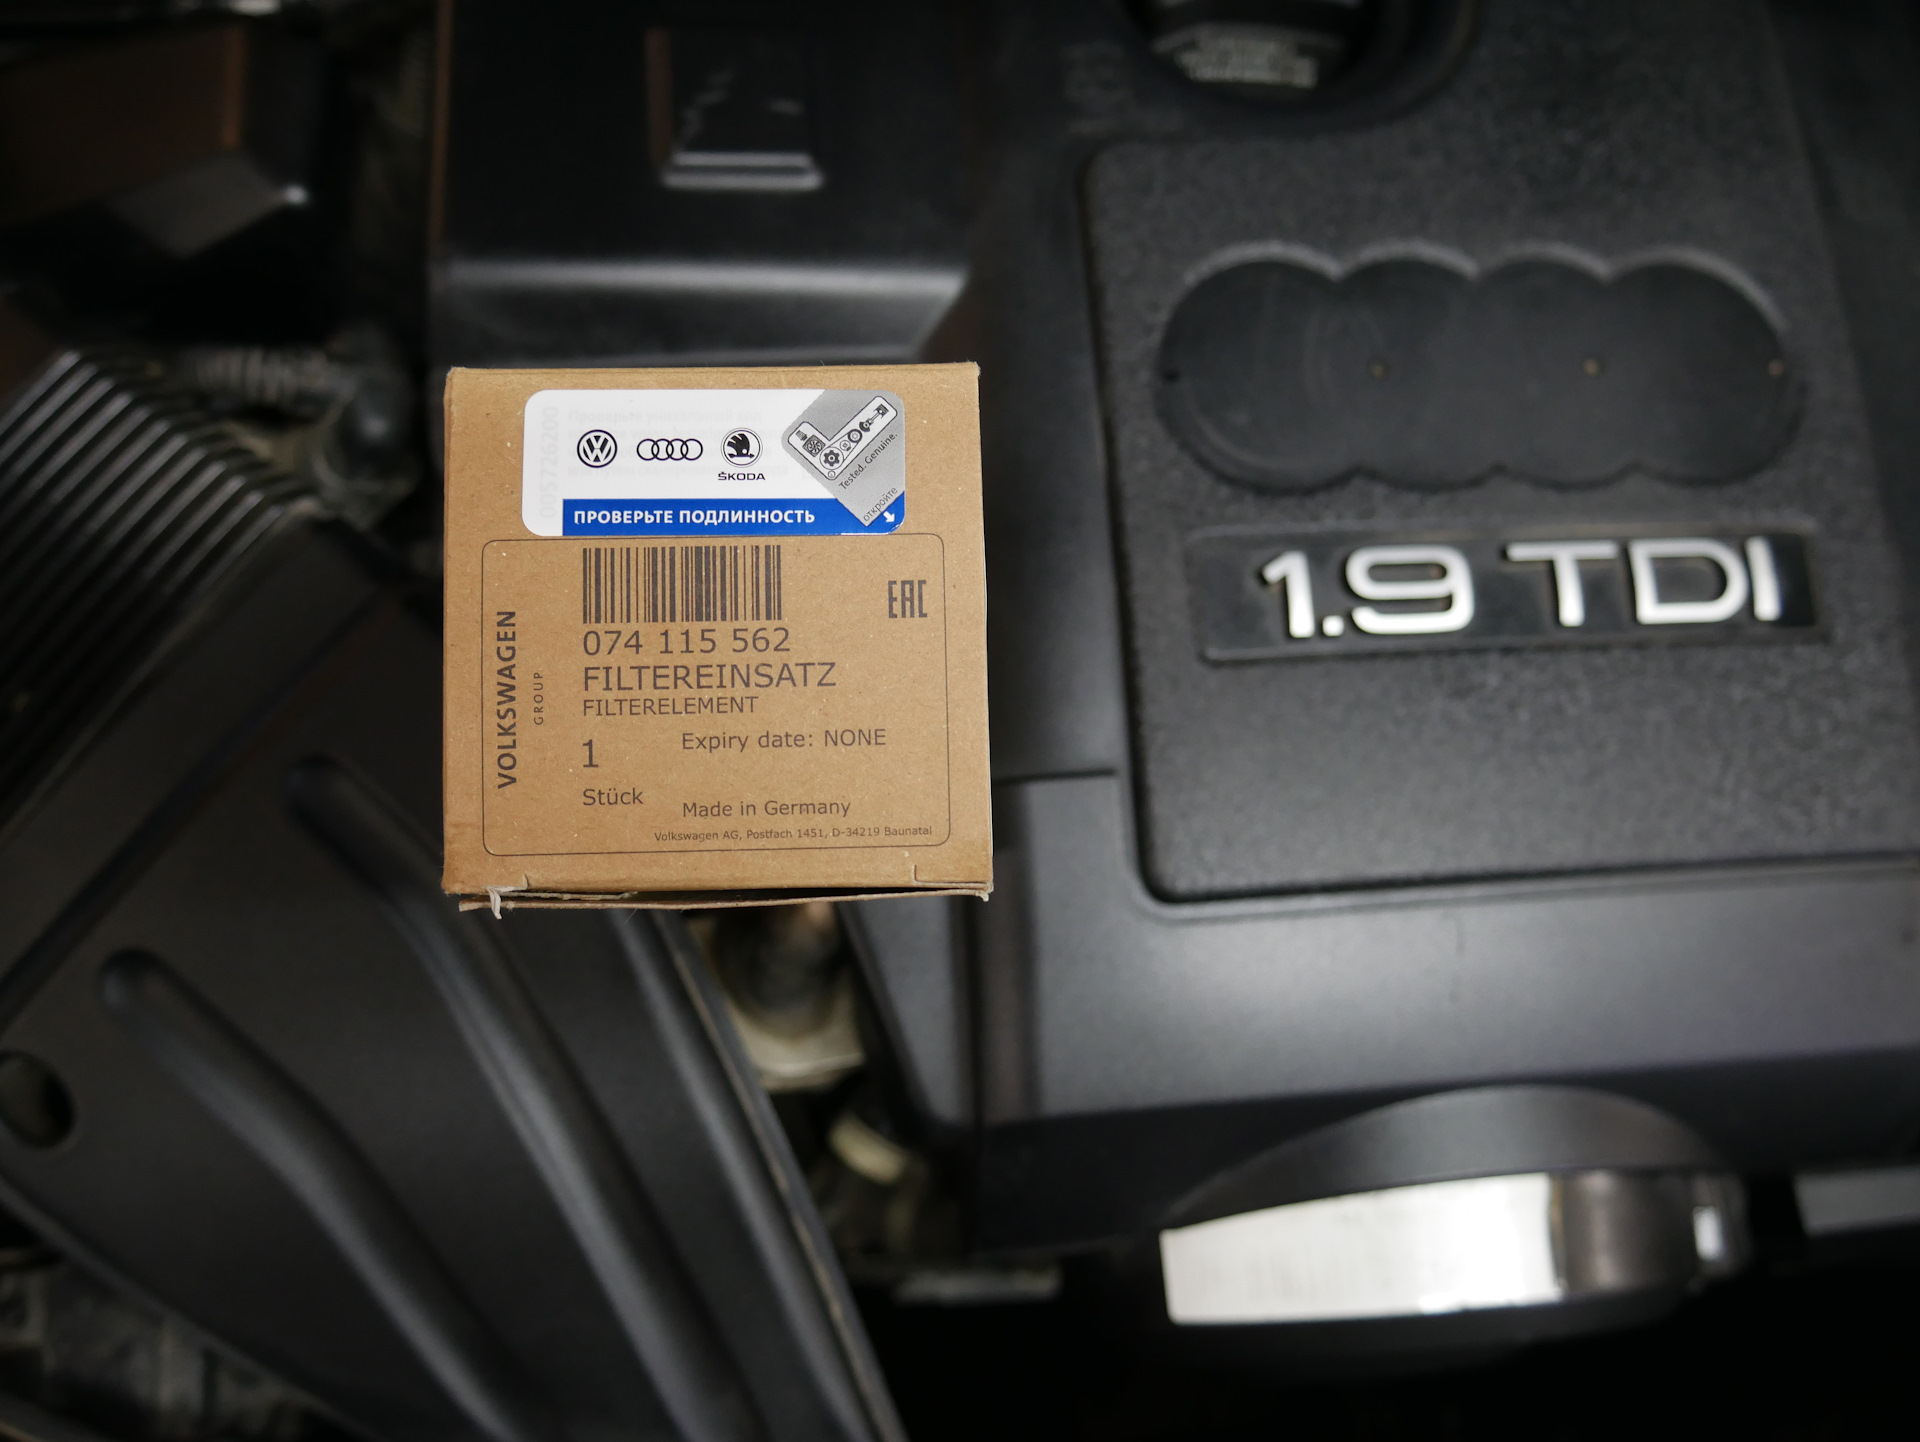 ŠKODA
Tested. Genuine.
откройте
ПРОВЕРЬТЕ ПОДЛИННОСТЬ
EAC
074 115 562
FILTEREINSATZ
FILTERELEMENT
VOLKSWAGEN
GROUP
1
Expiry date: NONE
Stück
Made in Germany
Volkswagen AG, Postfach 1451, D-34219 Baunatal
1.9 TDI